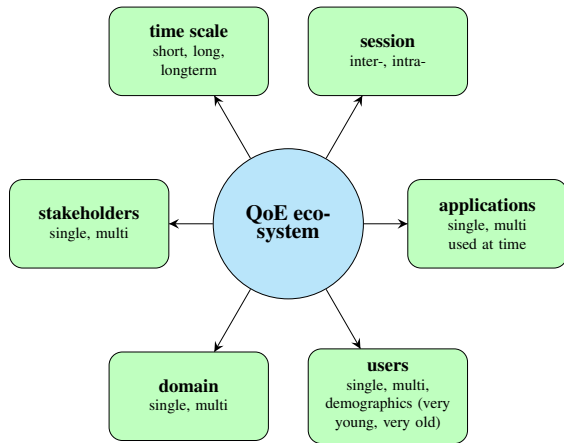 time scale
short, long,
longterm
session
inter-, intra-
stakeholders
single, multi
QoE eco-
system
applications
single, multi
used at time
domain
single, multi
users
single, multi,
demographics (very
young, very old)